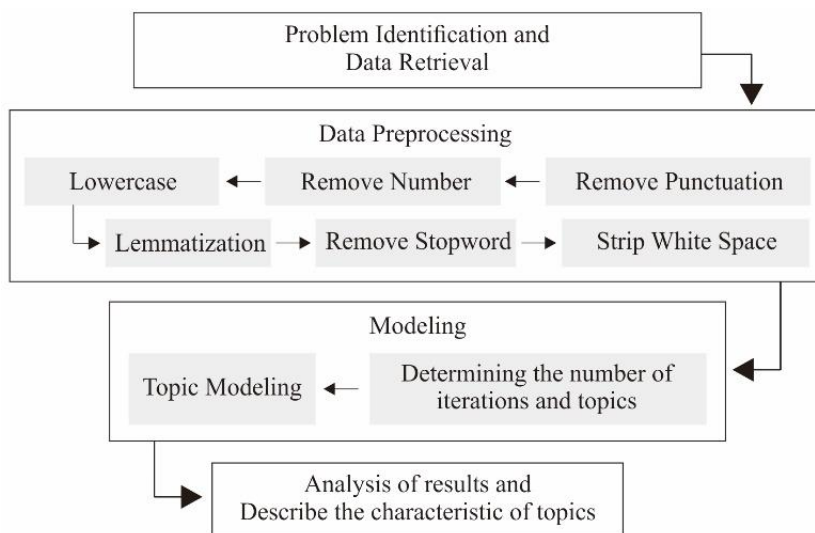 Problem Identification and
Data Retrieval
Data Preprocessing
Lowercase
Remove Number
Remove Punctuation
Lemmatization
Remove Stopword
Strip White Space
Modeling
Topic Modeling
Determining the number of
iterations and topics
Analysis of results and
Describe the characteristic of topics